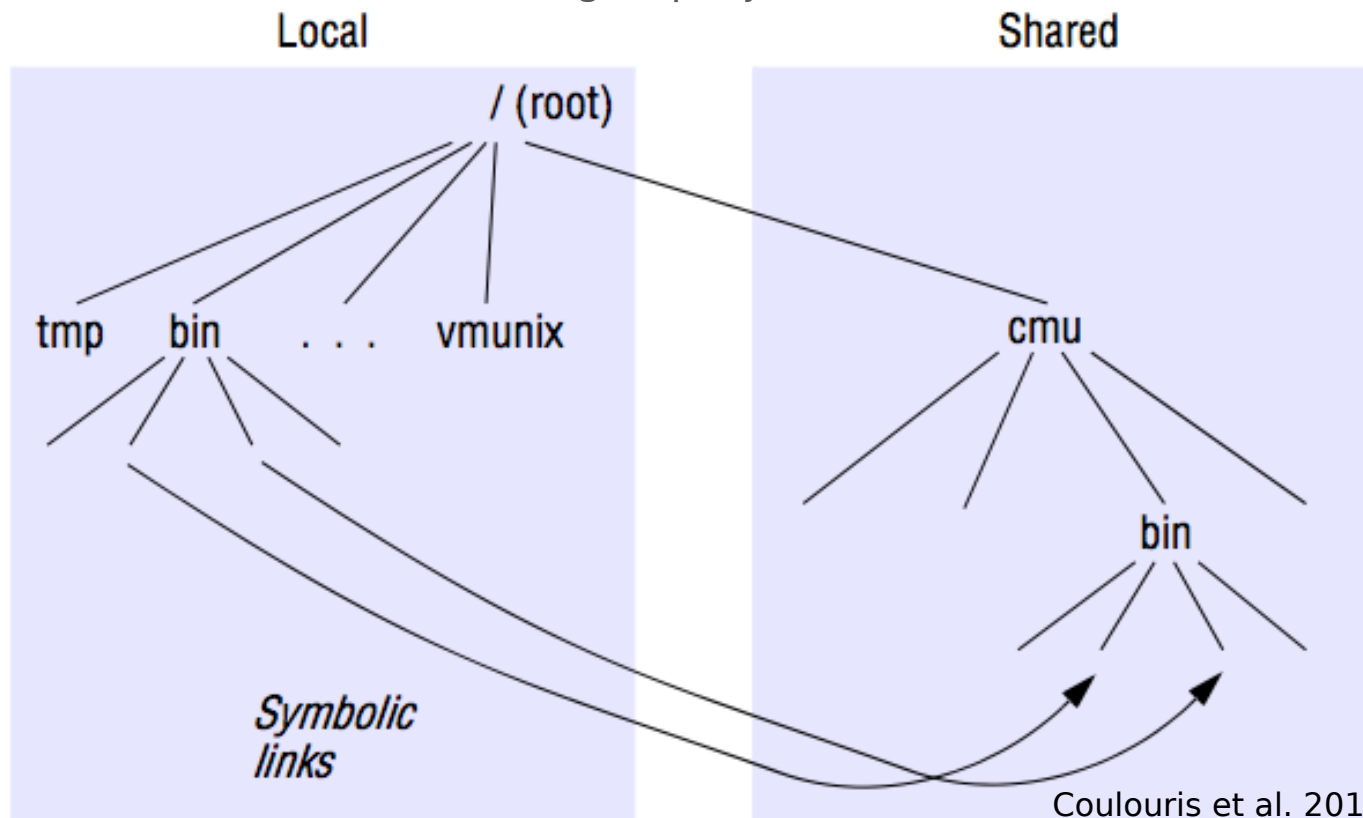 Local Shared
/ (root)
tmp bin . . . vmunix
cmu
bin
Symbolic
links
Coulouris et al. 201